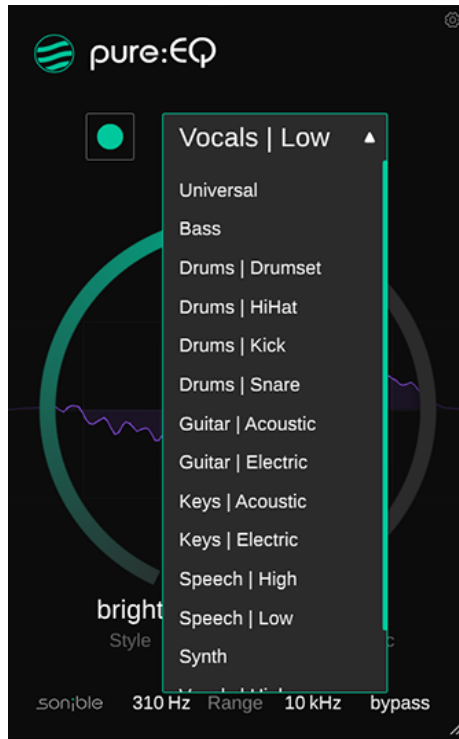 pure:EQ
Vocals | Low
Universal
Bass
Drums | Drumset
Drums | HiHat
Drums | Kick
Drums | Snare
Guitar | Acoustic
Guitar | Electric
Keys | Acoustic
Keys | Electric
Speech | High
Speech | Low
Synth
bright
Style
sonible 310 Hz Range 10 kHz bypass